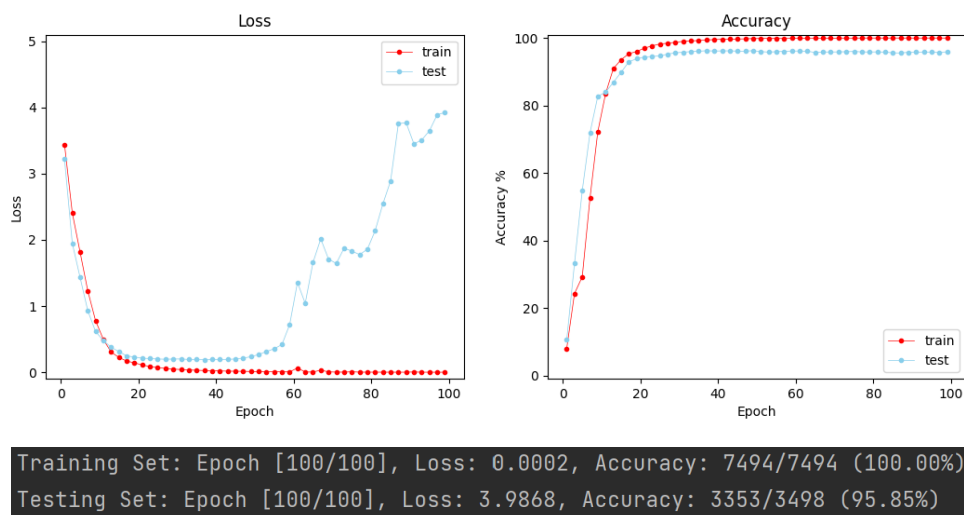 Loss
5
4
3
2
1
0
Loss
0
20
40
60
80
100
Epoch
train
test
Accuracy
100
80
60
40
20
0
Accuracy %
0
20
40
60
80
100
Epoch
train
test
Training Set: Epoch [100/100], Loss: 0.0002, Accuracy: 7494/7494 (100.00%)
Testing Set: Epoch [100/100], Loss: 3.9868, Accuracy: 3353/3498 (95.85%)